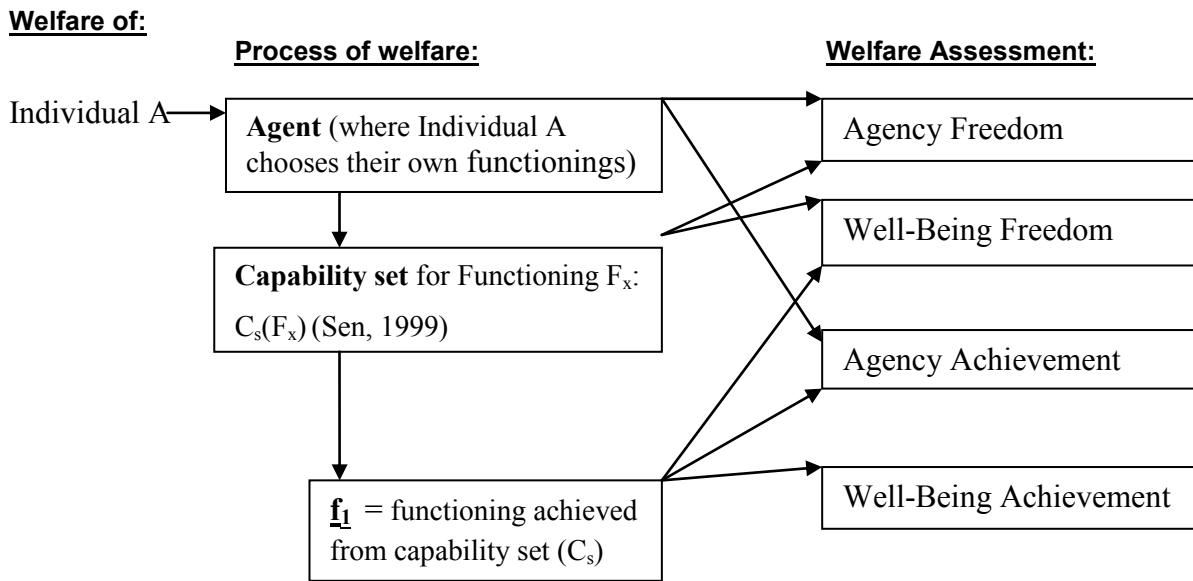 Welfare of:
Process of welfare:
Welfare Assessment:
Individual A
Agent (where Individual A
chooses their own functionings)
Capability set for Functioning Fx:
Cs(Fx) (Sen, 1999)
f1 = functioning achieved
from capability set (Cs)
Agency Freedom
Well-Being Freedom
Agency Achievement
Well-Being Achievement